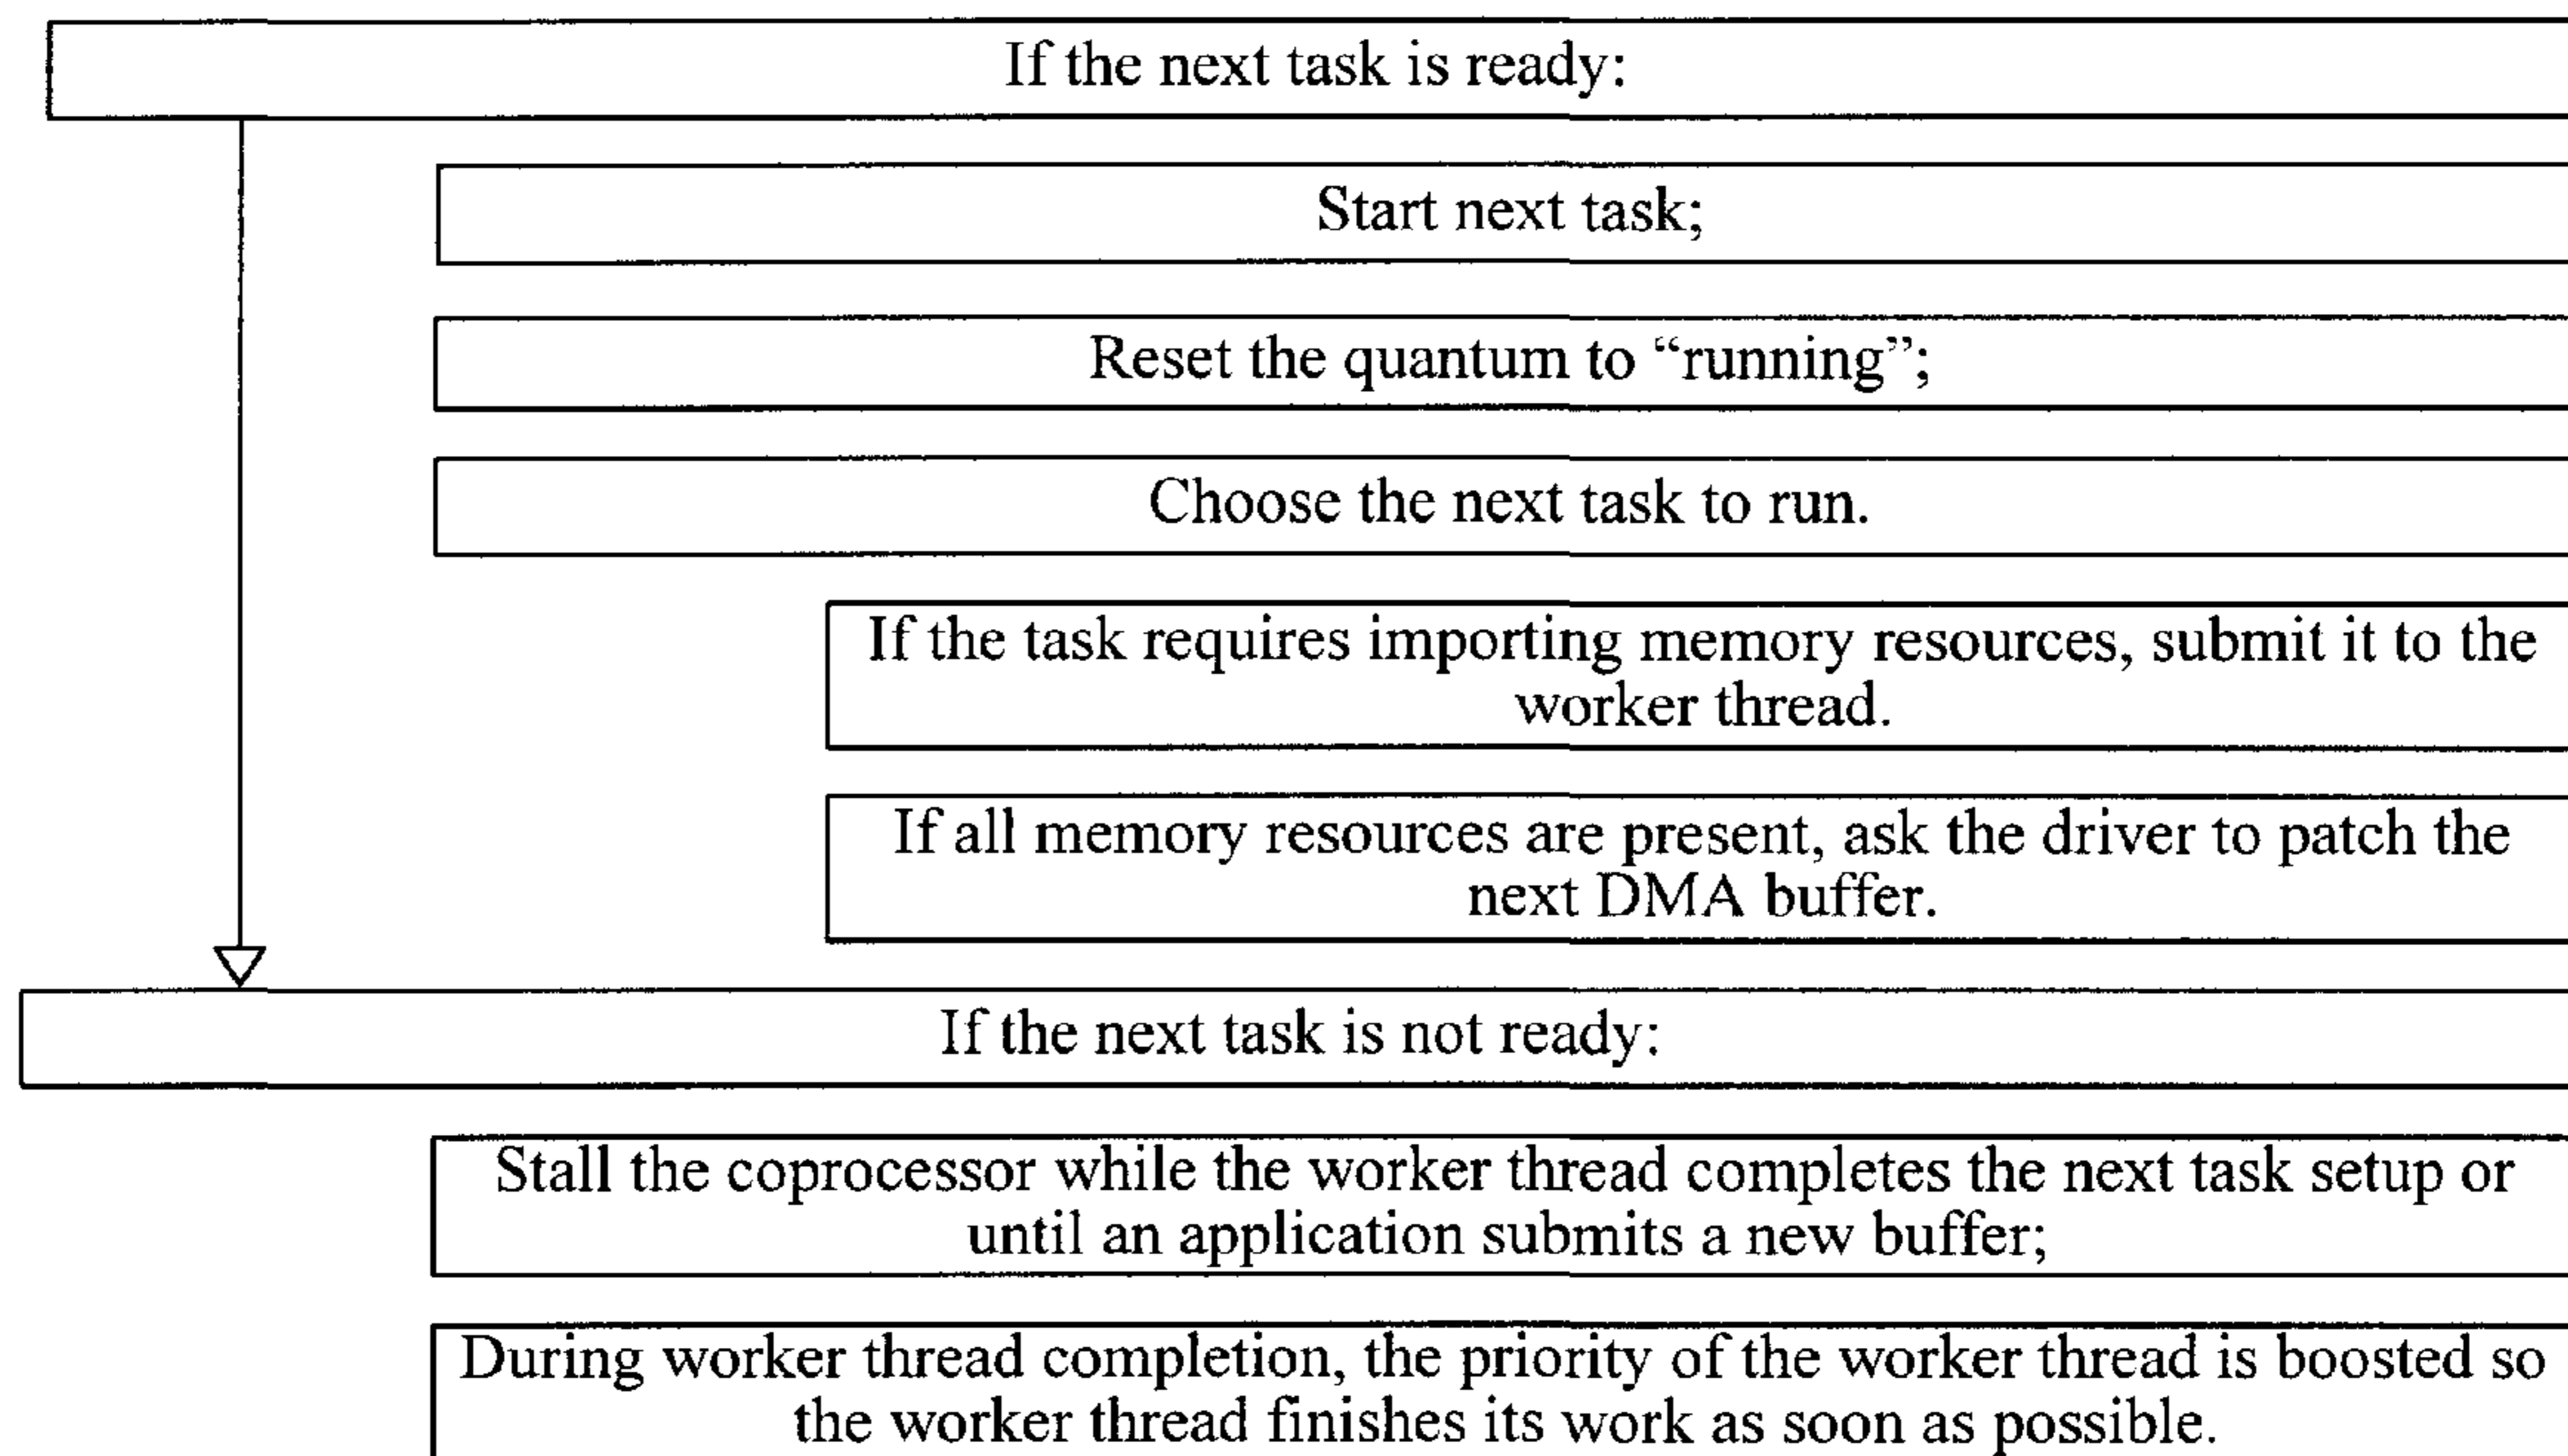 If the next task is ready:
Start next task;
Reset the quantum to “running”;
Choose the next task to run.
If the task requires importing memory resources, submit it to the
worker thread.
If all memory resources are present, ask the driver to patch the
next DMA buffer.
If the next task is not ready:
Stall the coprocessor while the worker thread completes the next task setup or
until an application submits a new buffer;
During worker thread completion, the priority of the worker thread is boosted so
the worker thread finishes its work as soon as possible.